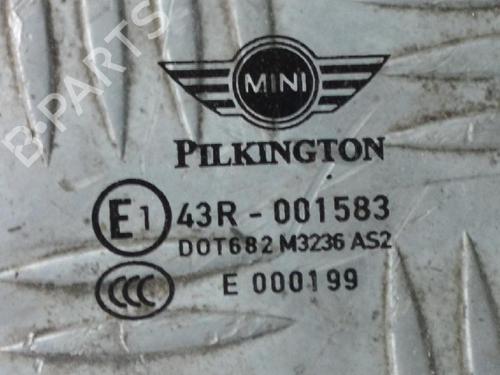 B-PARTS
MINI
PILKINGTON
E1 43R - 001583
DOT682 M3236 AS2
CCC E 000199